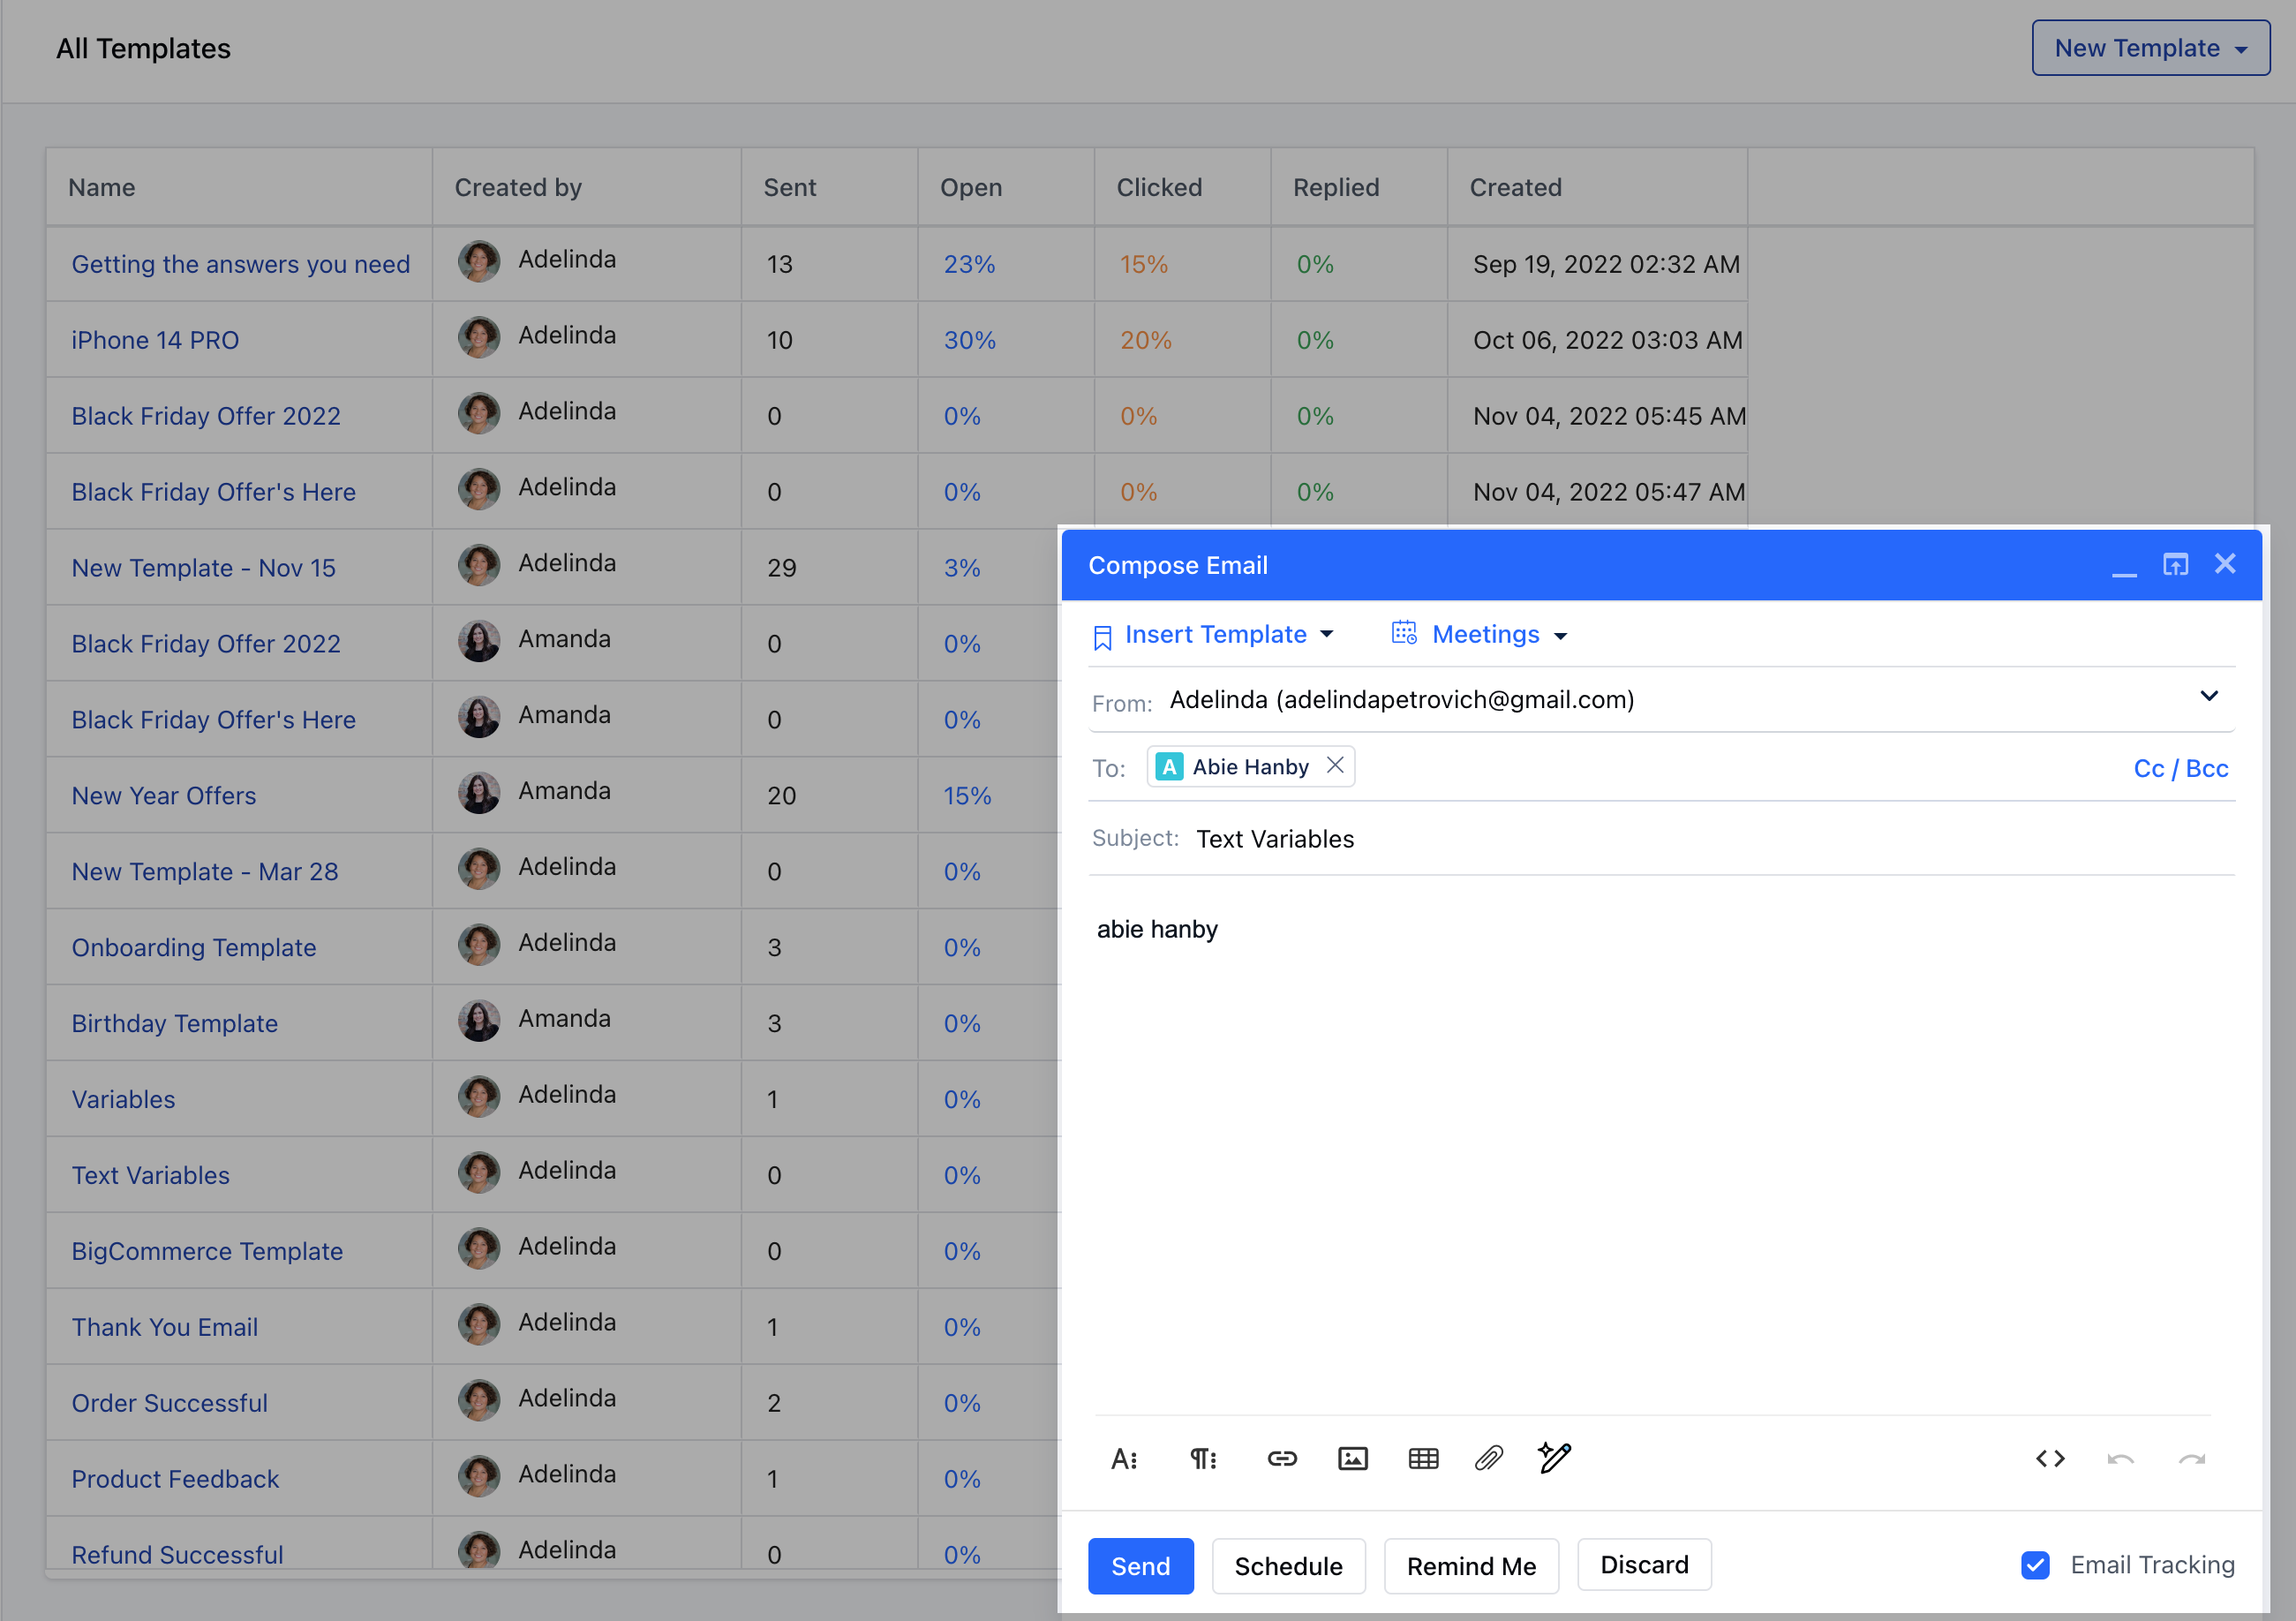 All Templates
New Template
Name Created by Sent Open Clicked Replied Created
Getting the answers you need Adelinda 13 23% 15% 0% Sep 19, 2022 02:32 AM
iPhone 14 PRO Adelinda 10 30% 20% 0% Oct 06, 2022 03:03 AM
Black Friday Offer 2022 Adelinda 0 0% 0% 0% Nov 04, 2022 05:45 AM
Black Friday Offer's Here Adelinda 0 0% 0% 0% Nov 04, 2022 05:47 AM
New Template - Nov 15 Adelinda 29 3%
Black Friday Offer 2022 Amanda 0 0%
Black Friday Offer's Here Amanda 0 0%
New Year Offers Amanda 20 15%
New Template - Mar 28 Adelinda 0 0%
Onboarding Template Adelinda 3 0%
Birthday Template Amanda 3 0%
Variables Adelinda 1 0%
Text Variables Adelinda 0 0%
BigCommerce Template Adelinda 0 0%
Thank You Email Adelinda 1 0%
Order Successful Adelinda 2 0%
Product Feedback Adelinda 1 0%
Refund Successful Adelinda 0 0%
Compose Email
Insert Template Meetings
From: Adelinda (adelindapetrovich@gmail.com)
To: A Abie Hanby Cc / Bcc
Subject: Text Variables
abie hanby
Send Schedule Remind Me Discard Email Tracking